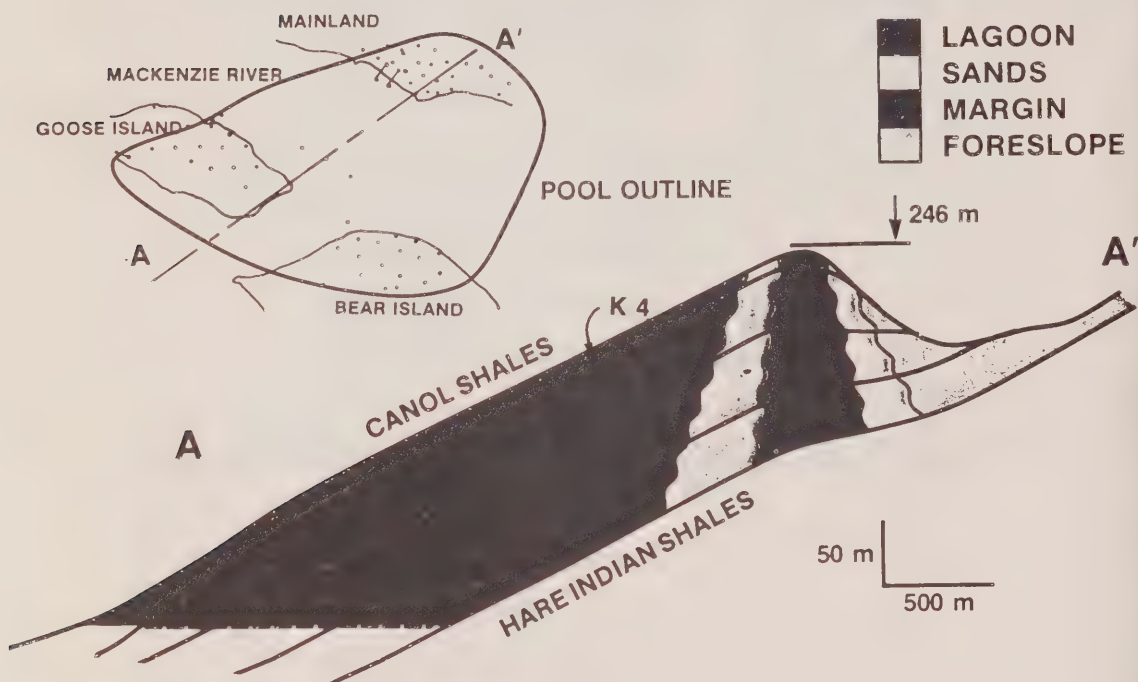 MAINLAND
A'
MACKENZIE RIVER
GOOSE ISLAND
POOL OUTLINE
A
BEAR ISLAND
LAGOON
SANDS
MARGIN
FORESLOPE
246 m
A'
K 4
CANOL SHALES
A
HARE INDIAN SHALES
50 m
500 m